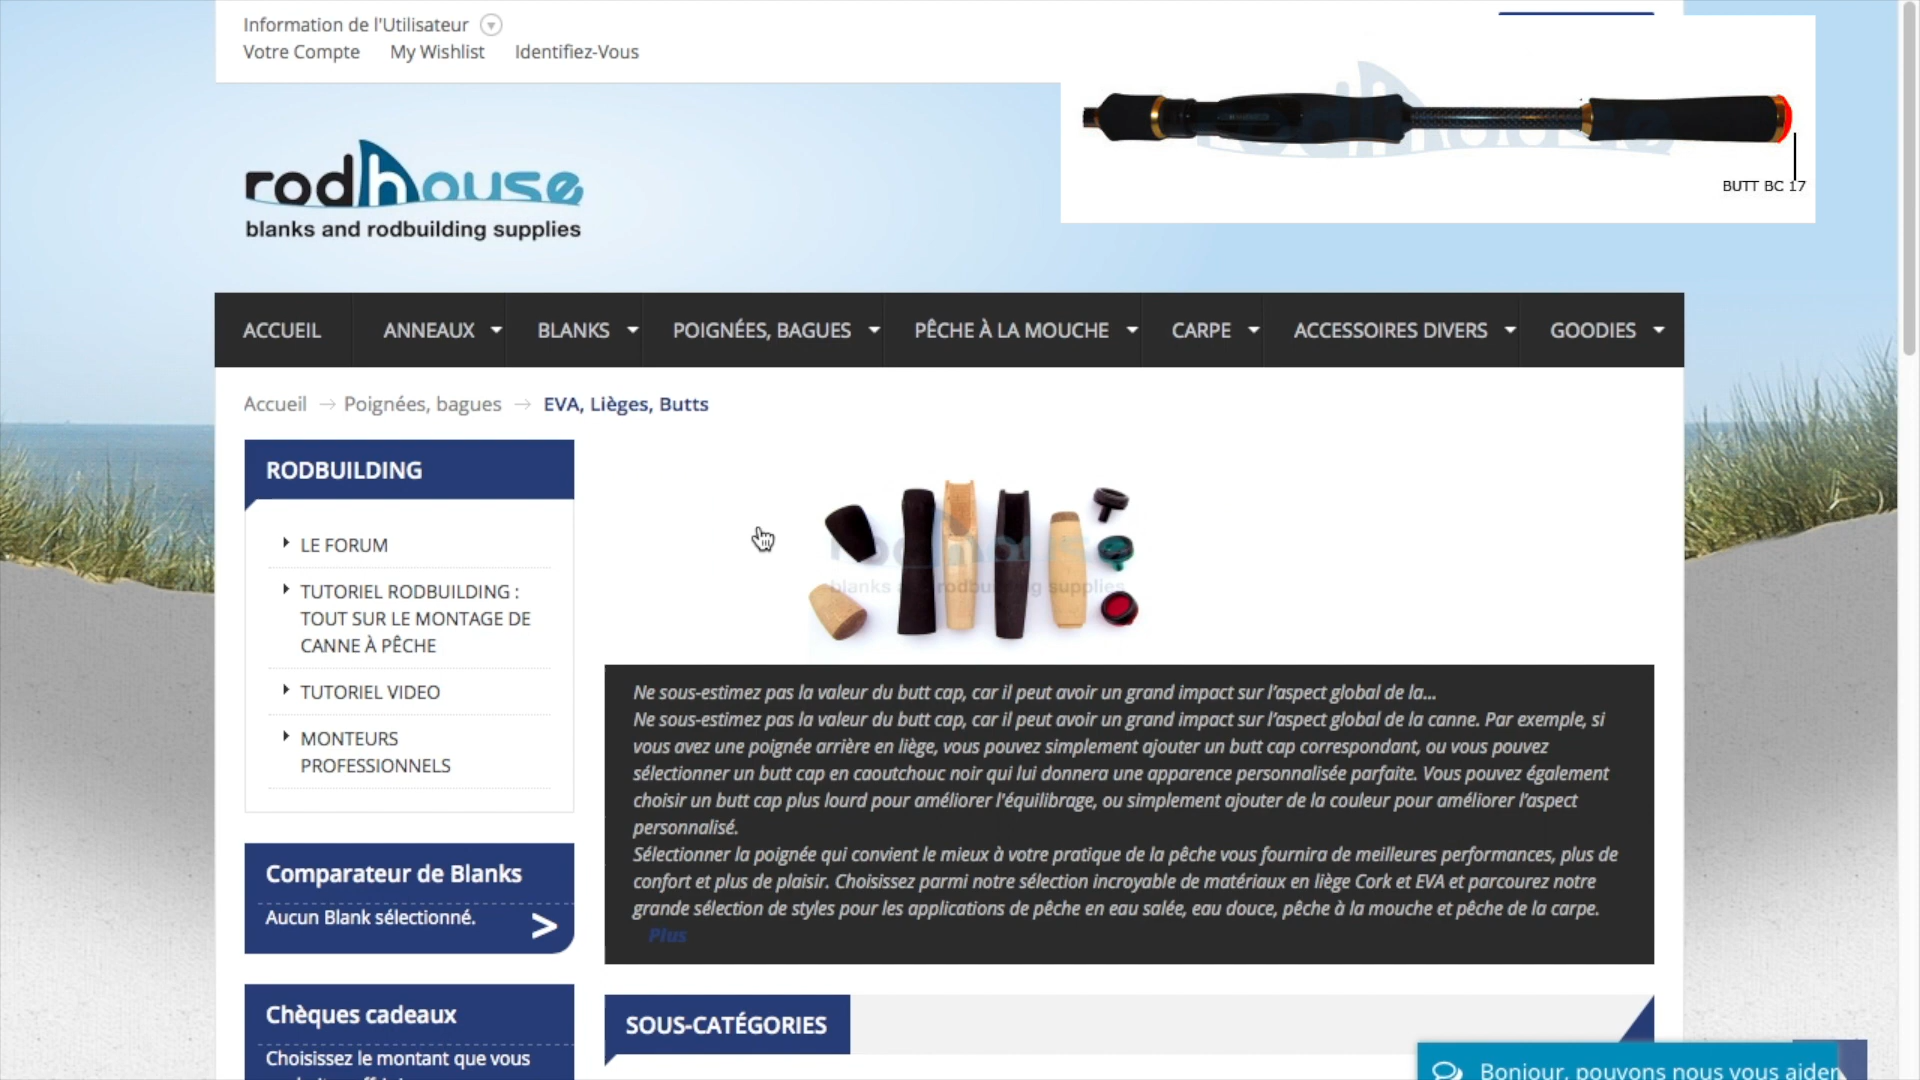 Information de l'Utilisateur
Votre Compte My Wishlist Identifiez-Vous
rodhouse
blanks and rodbuilding supplies
rodhouse
BUTT BC 17
ACCUEIL ANNEAUX BLANKS POIGNÉES, BAGUES PÊCHE À LA MOUCHE CARPE ACCESSOIRES DIVERS GOODIES
Accueil → Poignées, bagues → EVA, Lièges, Butts
RODBUILDING
LE FORUM
TUTORIEL RODBUILDING :
TOUT SUR LE MONTAGE DE
CANNE À PÊCHE
TUTORIEL VIDEO
MONTEURS
PROFESSIONNELS
Comparateur de Blanks
Aucun Blank sélectionné.
>
Chèques cadeaux
Choisissez le montant que vous
blanks and rodbuilding supplies
Ne sous-estimez pas la valeur du butt cap, car il peut avoir un grand impact sur l’aspect global de la...
Ne sous-estimez pas la valeur du butt cap, car il peut avoir un grand impact sur l’aspect global de la canne. Par exemple, si
vous avez une poignée arrière en liège, vous pouvez simplement ajouter un butt cap correspondant, ou vous pouvez
sélectionner un butt cap en caoutchouc noir qui lui donnera une apparence personnalisée parfaite. Vous pouvez également
choisir un butt cap plus lourd pour améliorer l'équilibrage, ou simplement ajouter de la couleur pour améliorer l’aspect
personnalisé.
Sélectionner la poignée qui convient le mieux à votre pratique de la pêche vous fournira de meilleures performances, plus de
confort et plus de plaisir. Choisissez parmi notre sélection incroyable de matériaux en liège Cork et EVA et parcourez notre
grande sélection de styles pour les applications de pêche en eau salée, eau douce, pêche à la mouche et pêche de la carpe.
Plus
SOUS-CATÉGORIES
Bonjour, pouvons nous vous aider